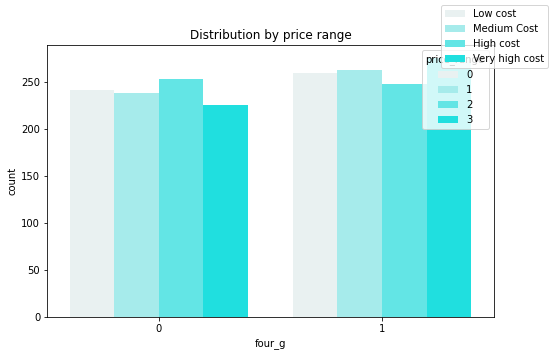 Distribution by price range
Low cost
Medium Cost
High cost
Very high cost
0
1
2
3
250
200
150
100
50
0
count
0
1
four_g